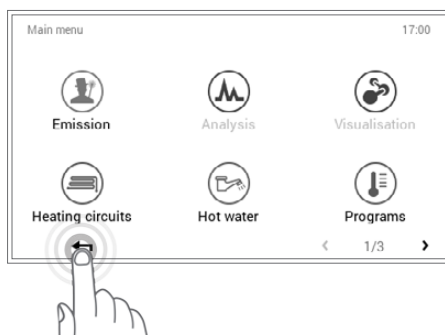 Main menu 17:00
Emission Analysis Visualisation
Heating circuits Hot water Programs
1/3